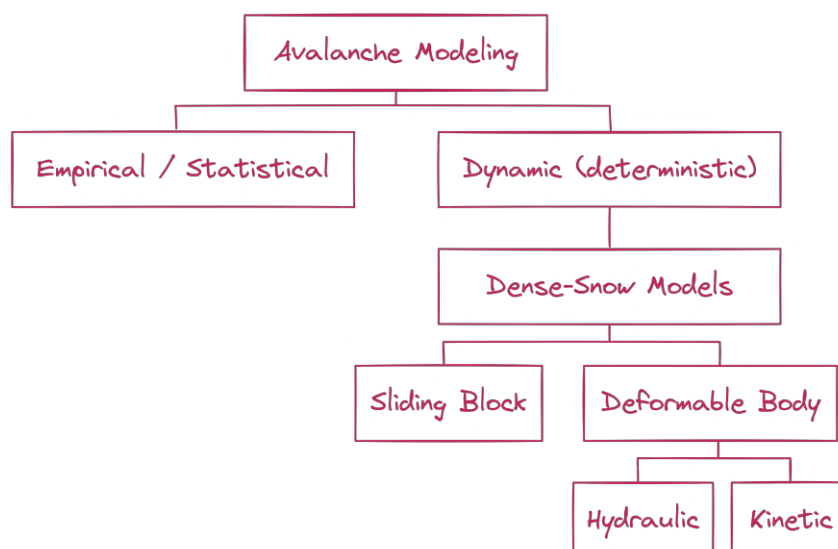 Avalanche Modeling
Empirical / Statistical
Dynamic (deterministic)
Dense-Snow Models
Sliding Block
Deformable Body
Hydraulic
Kinetic